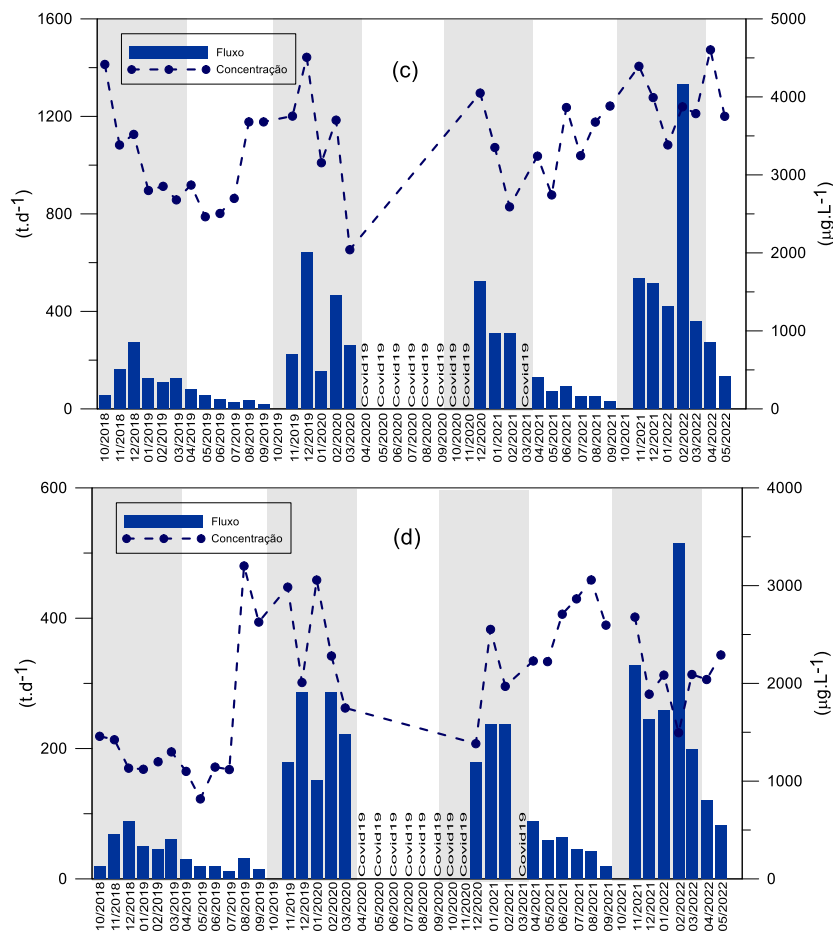 1600
5000
Fluxo
Concentração
(c)
1200
4000
3000
800
(t.d⁻¹)
(µg.L⁻¹)
2000
400
1000
Covid19 Covid19 Covid19 Covid19 Covid19 Covid19 Covid19 Covid19 Covid19
0
0
10/2018 11/2018 12/2018 01/2019 02/2019 03/2019 04/2019 05/2019 06/2019 07/2019 08/2019 09/2019 10/2019 11/2019 12/2019 01/2020 02/2020 03/2020 04/2020 05/2020 06/2020 07/2020 08/2020 09/2020 10/2020 11/2020 12/2020 01/2021 02/2021 03/2021 04/2021 05/2021 06/2021 07/2021 08/2021 09/2021 10/2021 11/2021 12/2021 01/2022 02/2022 03/2022 04/2022 05/2022
600
4000
Fluxo
Concentração
(d)
3000
400
(t.d⁻¹)
(µg.L⁻¹)
2000
200
1000
Covid19 Covid19 Covid19 Covid19 Covid19 Covid19 Covid19 Covid19 Covid19
0
0
10/2018 11/2018 12/2018 01/2019 02/2019 03/2019 04/2019 05/2019 06/2019 07/2019 08/2019 09/2019 10/2019 11/2019 12/2019 01/2020 02/2020 03/2020 04/2020 05/2020 06/2020 07/2020 08/2020 09/2020 10/2020 11/2020 12/2020 01/2021 02/2021 03/2021 04/2021 05/2021 06/2021 07/2021 08/2021 09/2021 10/2021 11/2021 12/2021 01/2022 02/2022 03/2022 04/2022 05/2022